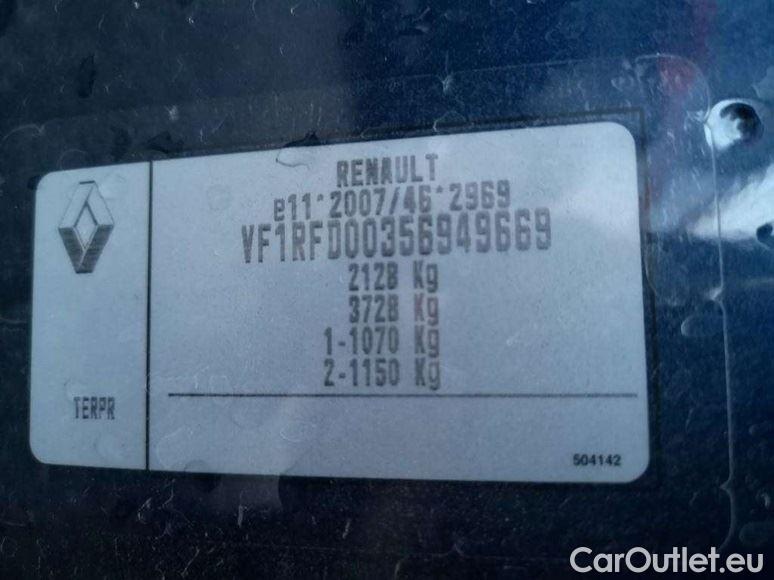 RENAULT
e11*2007/46*2969
VF1RFD00356949669
2128 Kg
3728 Kg
1-1070 Kg
2-1150 Kg
TERPR
504142
CarOutlet.eu